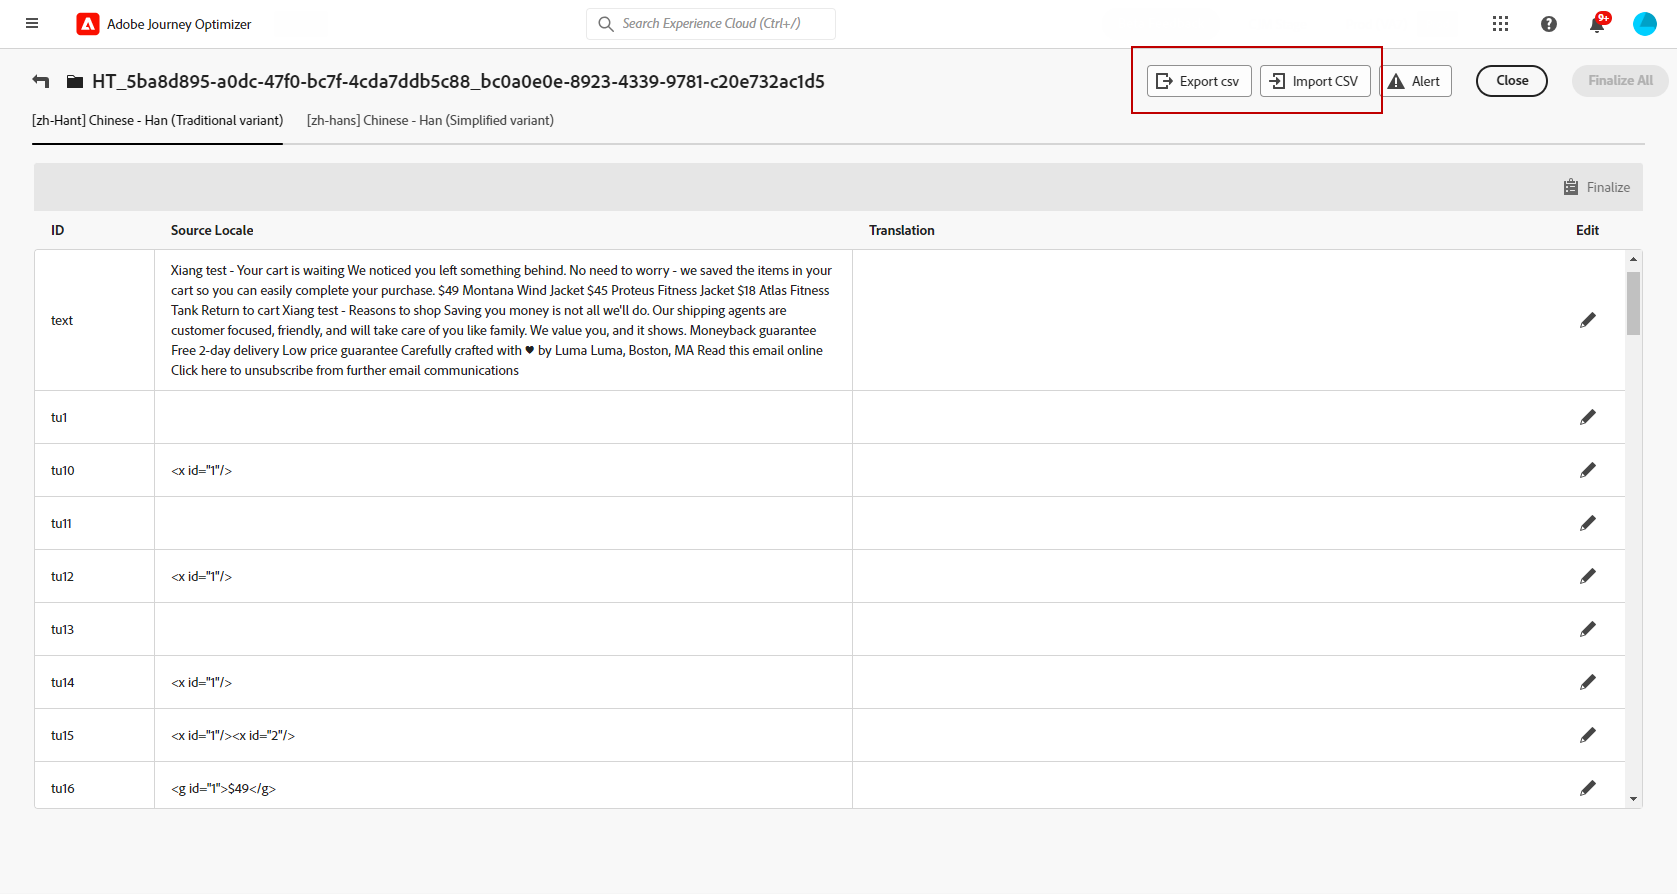 Adobe Journey Optimizer
Search Experience Cloud (Ctrl+/)
9+
HT_5ba8d895-a0dc-47f0-bc7f-4cda7ddb5c88_bc0a0e0e-8923-4339-9781-c20e732ac1d5
Export csv
Import CSV
Alert
Close
Finalize All
[zh-Hant] Chinese - Han (Traditional variant)
[zh-hans] Chinese - Han (Simplified variant)
Finalize
ID
Source Locale
Translation
Edit
text
Xiang test - Your cart is waiting We noticed you left something behind. No need to worry - we saved the items in your
cart so you can easily complete your purchase. $49 Montana Wind Jacket $45 Proteus Fitness Jacket $18 Atlas Fitness
Tank Return to cart Xiang test - Reasons to shop Saving you money is not all we'll do. Our shipping agents are
customer focused, friendly, and will take care of you like family. We value you, and it shows. Moneyback guarantee
Free 2-day delivery Low price guarantee Carefully crafted with ♥ by Luma Luma, Boston, MA Read this email online
Click here to unsubscribe from further email communications
tu1
tu10
<x id="1"/>
tu11
tu12
<x id="1"/>
tu13
tu14
<x id="1"/>
tu15
<x id="1"/><x id="2"/>
tu16
<g id="1">$49</g>